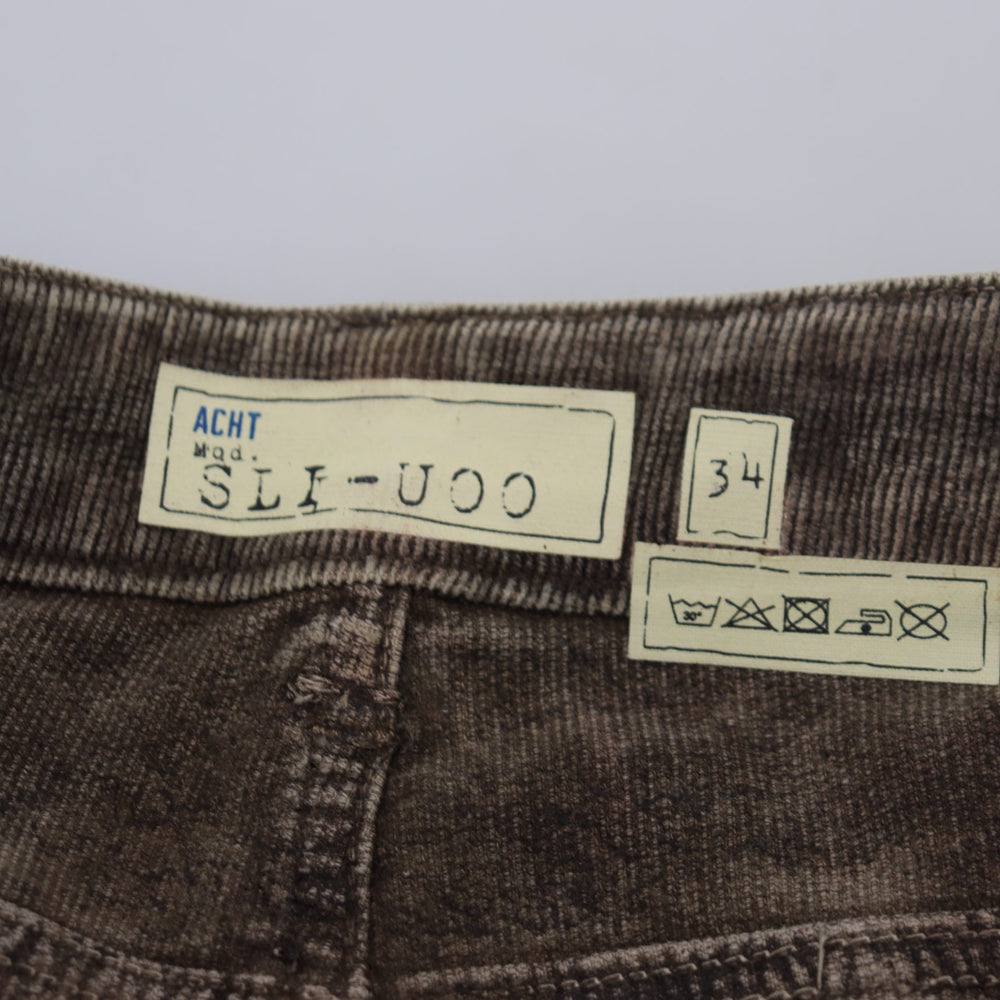 ACHT
Mod.
SLI-U00
34
30°